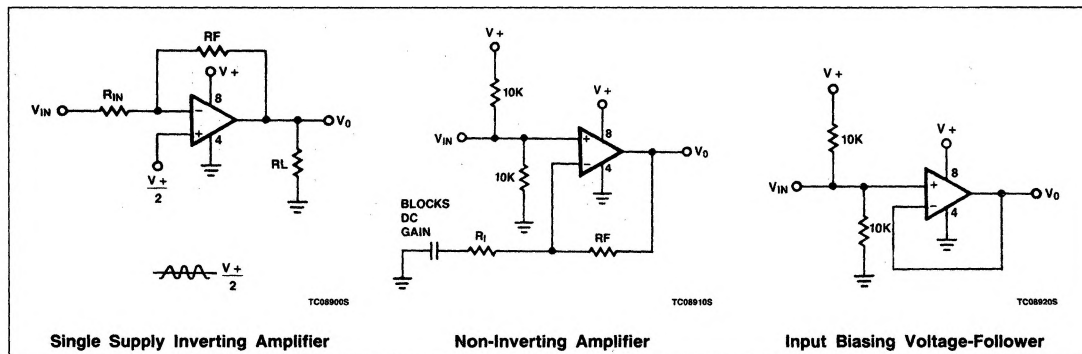 RF
V+
RIN
VIN
−
8
+
4
V0
RL
V+
2
V+
2
TC08900S
Single Supply Inverting Amplifier
V+
10K
V+
VIN
+
8
−
4
V0
10K
BLOCKS
DC
GAIN
RI
RF
TC08910S
Non-Inverting Amplifier
V+
10K
V+
VIN
+
8
−
4
V0
10K
TC08920S
Input Biasing Voltage-Follower